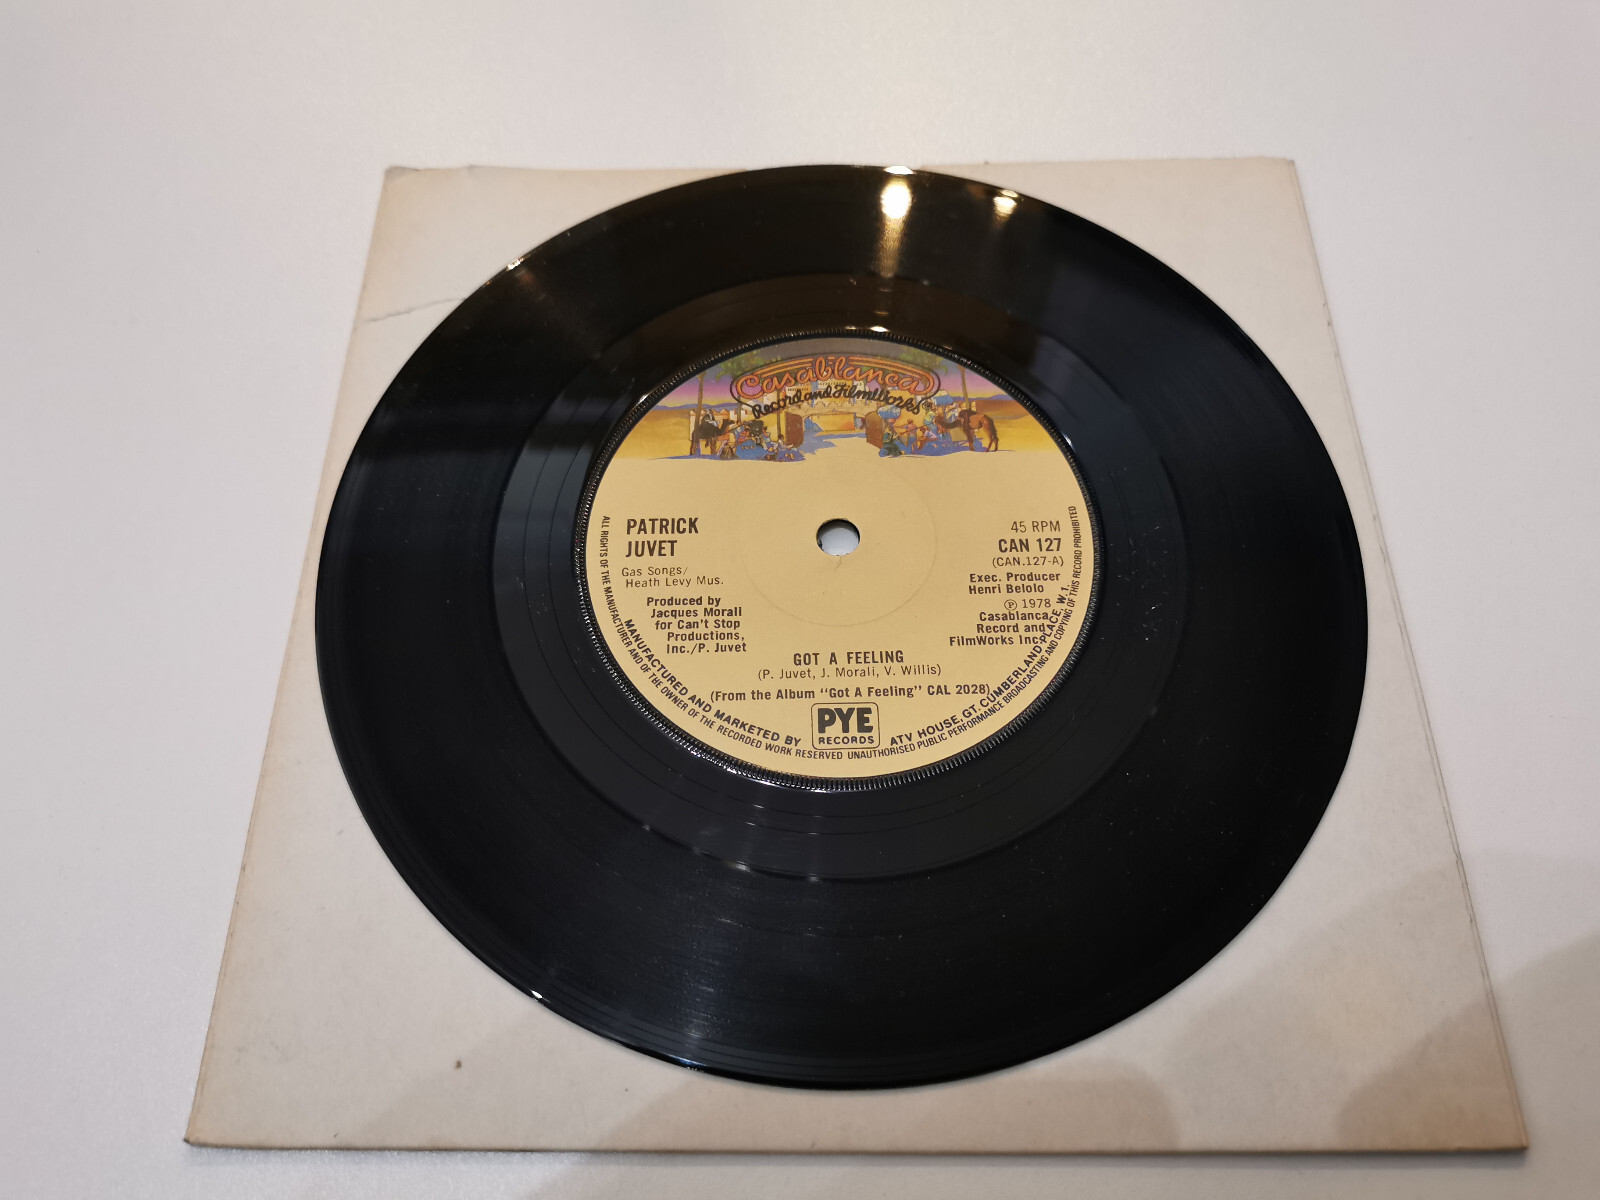 Casablanca
Record and FilmWorks
PATRICK
JUVET
Gas Songs/
Heath Levy Mus.
Produced by
Jacques Morali
for Can't Stop
Productions,
Inc./P. Juvet
45 RPM
CAN 127
(CAN.127-A)
Exec. Producer
Henri Belolo
℗ 1978
Casablanca
Record and
FilmWorks Inc.
GOT A FEELING
(P. Juvet, J. Morali, V. Willis)
(From the Album "Got A Feeling" CAL 2028)
MANUFACTURED AND MARKETED BY PYE RECORDS ATV HOUSE, GT. CUMBERLAND PLACE, W.1.
ALL RIGHTS OF THE MANUFACTURER AND OF THE OWNER OF THE RECORDED WORK RESERVED UNAUTHORISED PUBLIC PERFORMANCE BROADCASTING AND COPYING OF THIS RECORD PROHIBITED